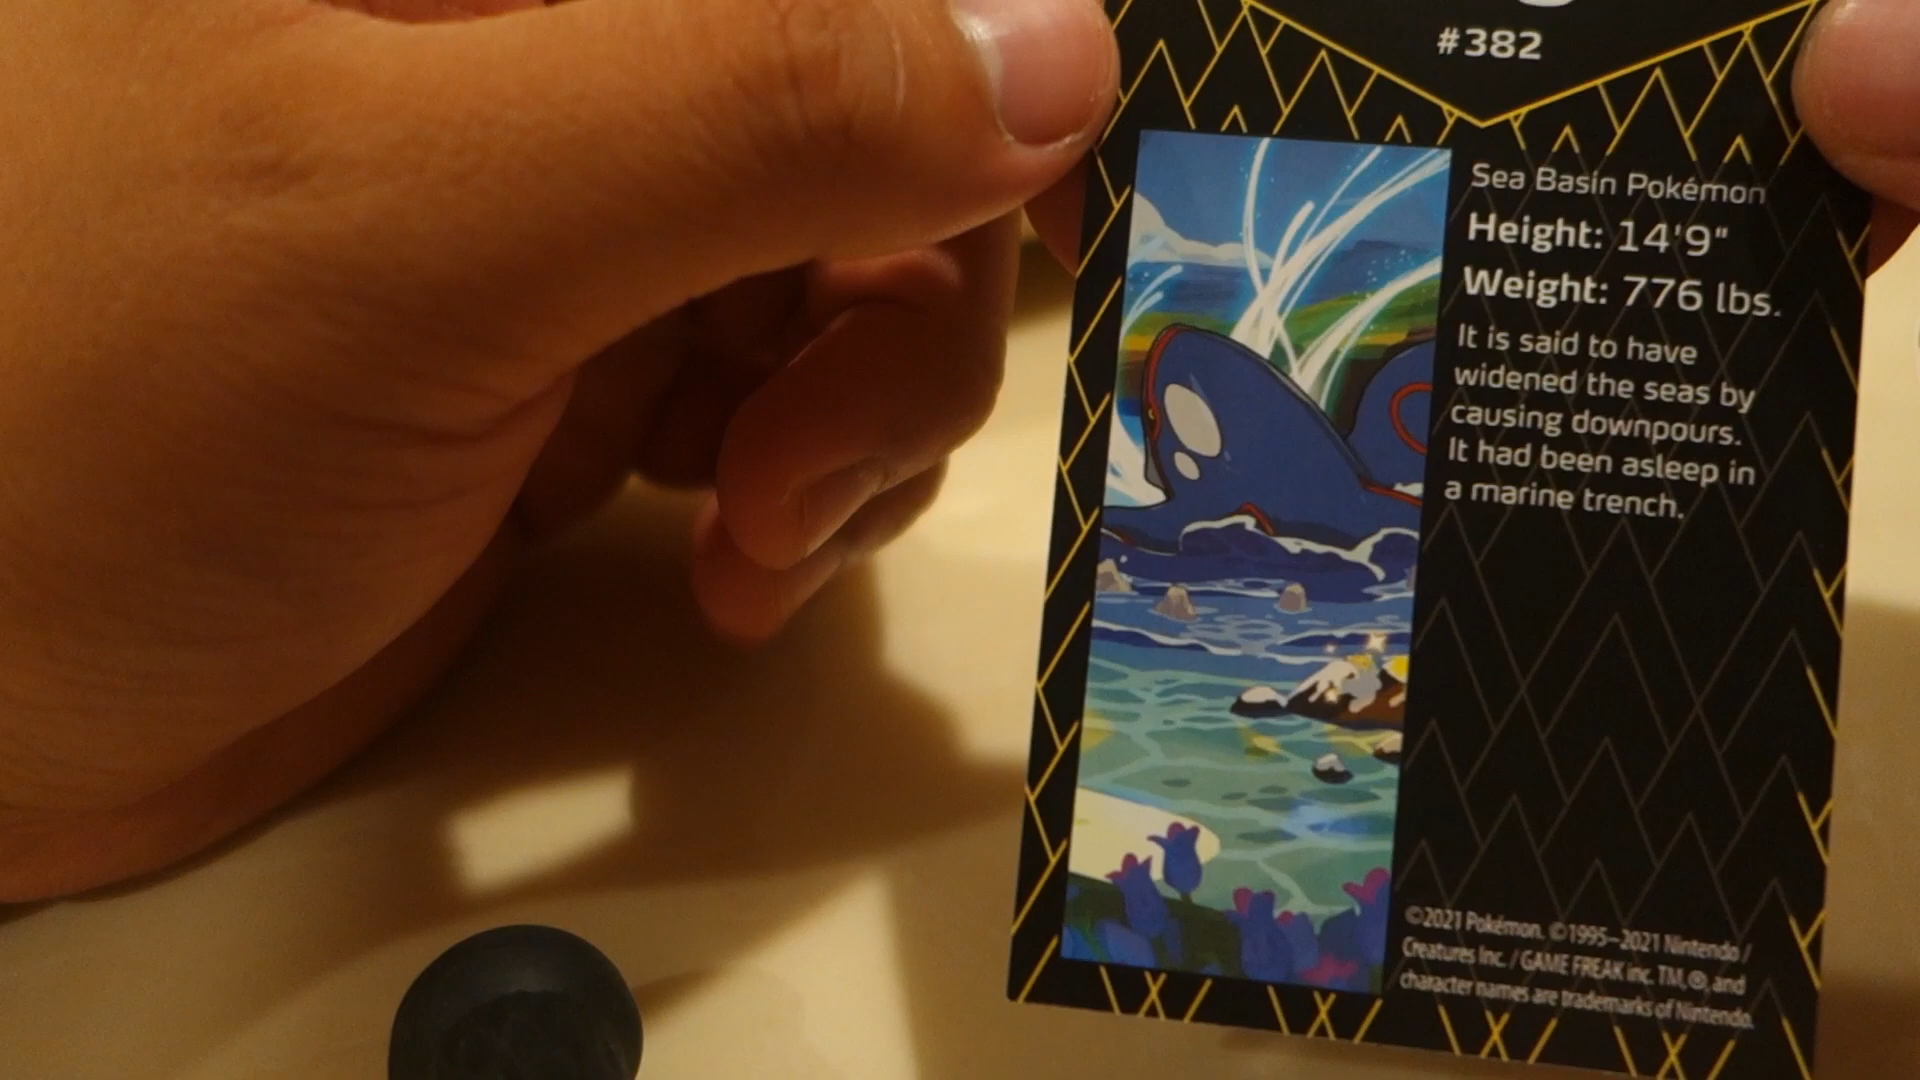 #382
Sea Basin Pokémon
Height: 14'9"
Weight: 776 lbs.
It is said to have
widened the seas by
causing downpours.
It had been asleep in
a marine trench.
©2021 Pokémon. ©1995–2021 Nintendo /
Creatures Inc. / GAME FREAK inc. TM, ®, and
character names are trademarks of Nintendo.